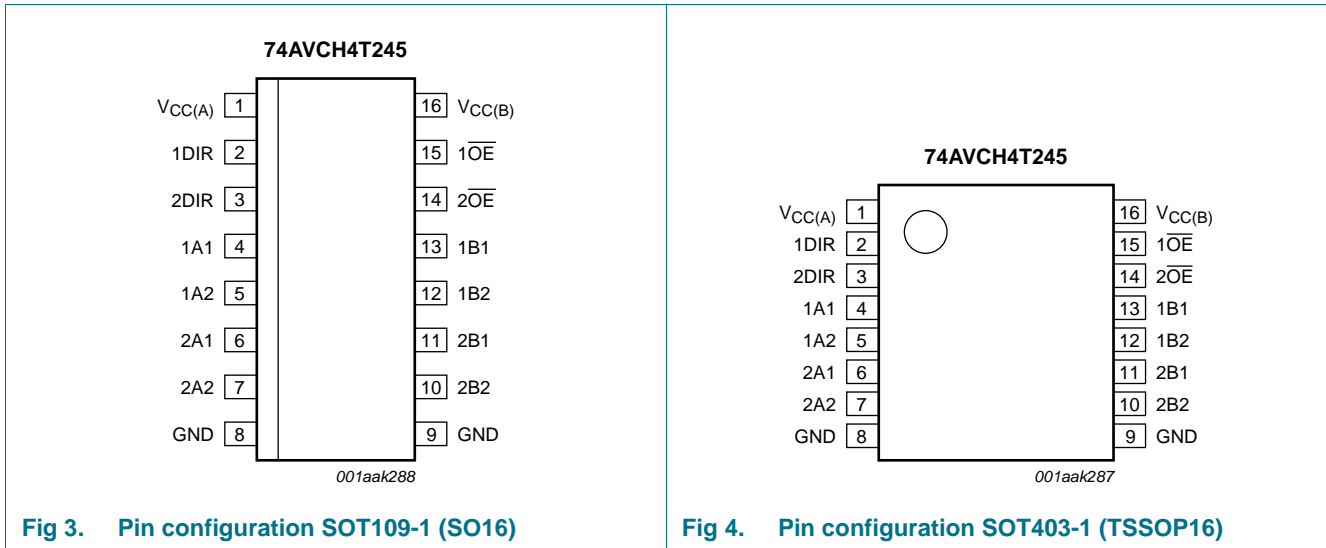 74AVCH4T245
VCC(A) 1 16 VCC(B)
1DIR 2 15 1O̅E̅
2DIR 3 14 2O̅E̅
1A1 4 13 1B1
1A2 5 12 1B2
2A1 6 11 2B1
2A2 7 10 2B2
GND 8 9 GND
001aak288
Fig 3. Pin configuration SOT109-1 (SO16)
74AVCH4T245
VCC(A) 1 16 VCC(B)
1DIR 2 15 1O̅E̅
2DIR 3 14 2O̅E̅
1A1 4 13 1B1
1A2 5 12 1B2
2A1 6 11 2B1
2A2 7 10 2B2
GND 8 9 GND
001aak287
Fig 4. Pin configuration SOT403-1 (TSSOP16)